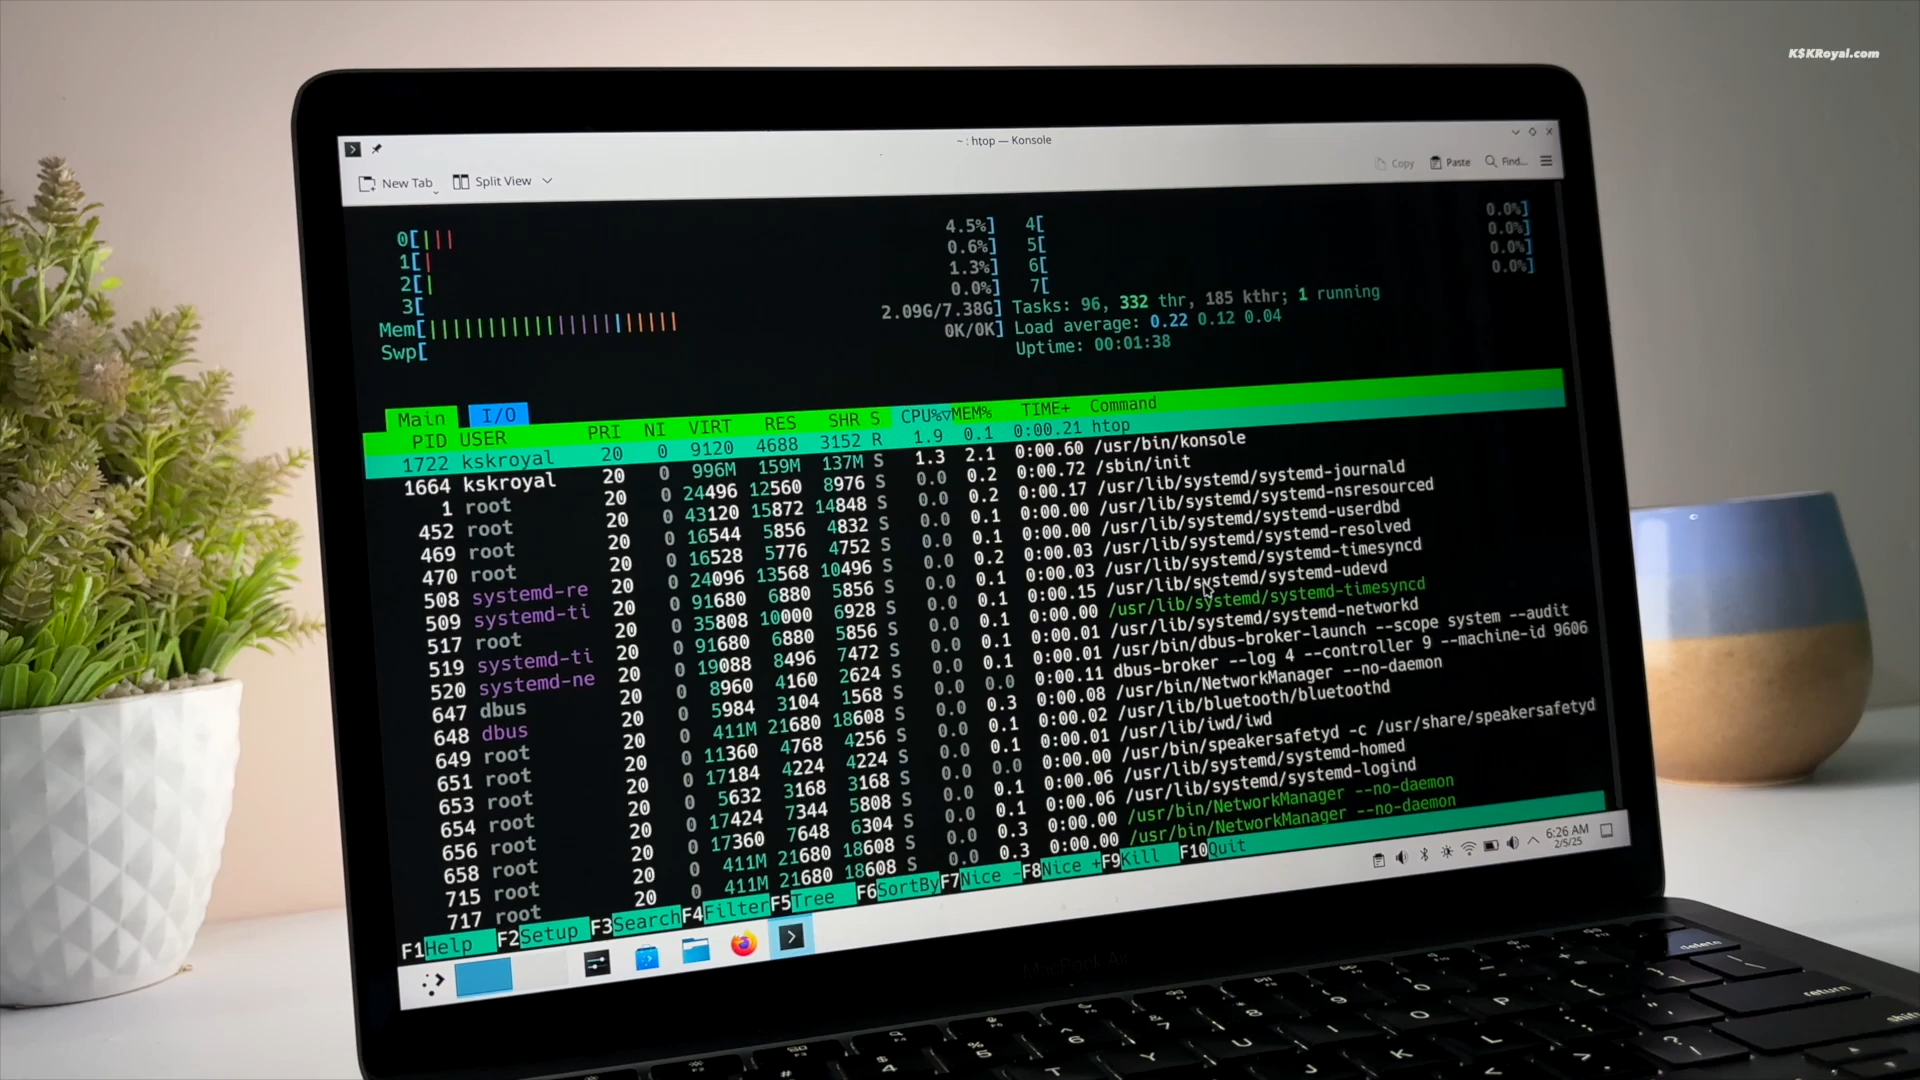 KSKRoyal.com
~ : htop — Konsole
New Tab Split View Copy Paste Find...
0[||| 4.5%] 4[ 0.0%]
1[| 0.6%] 5[ 0.0%]
2[| 1.3%] 6[ 0.0%]
3[ 0.0%] 7[ 0.0%]
Mem[ 2.09G/7.38G] Tasks: 96, 332 thr, 185 kthr; 1 running
Swp[ 0K/0K] Load average: 0.22 0.12 0.04
Uptime: 00:01:38
Main I/O
PID USER PRI NI VIRT RES SHR S CPU%▽MEM% TIME+ Command
1722 kskroyal 20 0 9120 4688 3152 R 1.9 0.1 0:00.21 htop
1664 kskroyal 20 0 996M 159M 137M S 1.3 2.1 0:00.60 /usr/bin/konsole
1 root 20 0 24496 12560 8976 S 0.0 0.2 0:00.72 /sbin/init
452 root 20 0 43120 15872 14848 S 0.0 0.2 0:00.17 /usr/lib/systemd/systemd-journald
469 root 20 0 16544 5856 4832 S 0.0 0.1 0:00.00 /usr/lib/systemd/systemd-nsresourced
470 root 20 0 16528 5776 4752 S 0.0 0.1 0:00.00 /usr/lib/systemd/systemd-userdbd
508 systemd-re 20 0 24096 13568 10496 S 0.0 0.2 0:00.03 /usr/lib/systemd/systemd-resolved
509 systemd-ti 20 0 91680 6880 5856 S 0.0 0.1 0:00.03 /usr/lib/systemd/systemd-timesyncd
517 root 20 0 35808 10000 6928 S 0.0 0.1 0:00.15 /usr/lib/systemd/systemd-udevd
519 systemd-ti 20 0 91680 6880 5856 S 0.0 0.1 0:00.00 /usr/lib/systemd/systemd-timesyncd
520 systemd-ne 20 0 19088 8496 7472 S 0.0 0.1 0:00.01 /usr/lib/systemd/systemd-networkd
647 dbus 20 0 8960 4160 2624 S 0.0 0.1 0:00.01 /usr/bin/dbus-broker-launch --scope system --audit
648 dbus 20 0 5984 3104 1568 S 0.0 0.0 0:00.11 dbus-broker --log 4 --controller 9 --machine-id 9606
649 root 20 0 411M 21680 18608 S 0.0 0.3 0:00.08 /usr/bin/NetworkManager --no-daemon
651 root 20 0 11360 4768 4256 S 0.0 0.1 0:00.02 /usr/lib/bluetooth/bluetoothd
653 root 20 0 17184 4224 4224 S 0.0 0.1 0:00.01 /usr/lib/iwd/iwd
654 root 20 0 5632 3168 3168 S 0.0 0.0 0:00.00 /usr/bin/speakersafetyd -c /usr/share/speakersafetyd
656 root 20 0 17424 7344 5808 S 0.0 0.1 0:00.06 /usr/lib/systemd/systemd-homed
658 root 20 0 17360 7648 6304 S 0.0 0.1 0:00.06 /usr/lib/systemd/systemd-logind
715 root 20 0 411M 21680 18608 S 0.0 0.3 0:00.00 /usr/bin/NetworkManager --no-daemon
717 root 20 0 411M 21680 18608 S 0.0 0.3 0:00.00 /usr/bin/NetworkManager --no-daemon
F1Help F2Setup F3Search F4Filter F5Tree F6SortBy F7Nice - F8Nice + F9Kill F10Quit
6:26 AM
2/5/25
MacBook Air
delete
return
shift